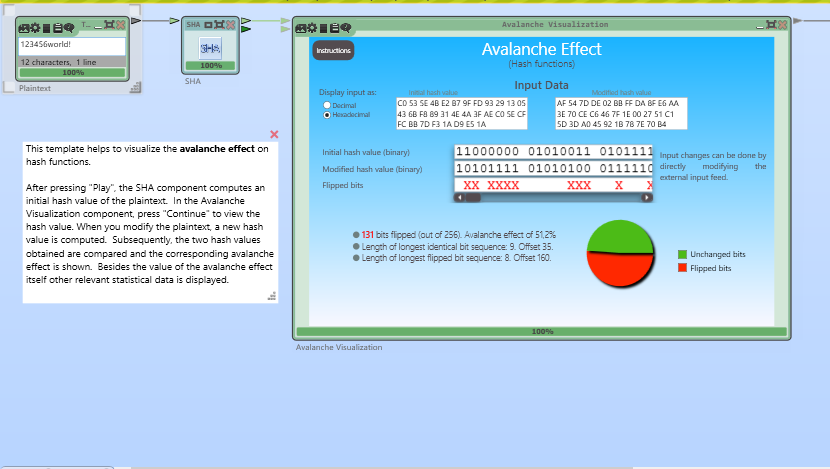 T...
123456world!
12 characters, 1 line
100%
Plaintext
SHA
SHA
100%
SHA
This template helps to visualize the avalanche effect on
hash functions.
After pressing "Play", the SHA component computes an
initial hash value of the plaintext. In the Avalanche
Visualization component, press "Continue" to view the
hash value. When you modify the plaintext, a new hash
value is computed. Subsequently, the two hash values
obtained are compared and the corresponding avalanche
effect is shown. Besides the value of the avalanche effect
itself other relevant statistical data is displayed.
Avalanche Visualization
Instructions
Avalanche Effect
(Hash functions)
Input Data
Display input as:
Decimal
Hexadecimal
Initial hash value
C0 53 5E 4B E2 B7 9F FD 93 29 13 05
43 6B F8 89 31 4E 4A 3F AE C0 5E CF
FC BB 7D F3 1A D9 E5 1A
Modified hash value
AF 54 7D DE 02 BB FF DA 8F E6 AA
3E 70 CE C6 46 7F 1E 00 27 51 C1
5D 3D A0 45 92 1B 78 7E 70 B4
Initial hash value (binary) 11000000 01010011 0101111
Modified hash value (binary) 10101111 01010100 0111110
Flipped bits XX XXXX XXX X X
Input changes can be done by
directly modifying the
external input feed.
131 bits flipped (out of 256). Avalanche effect of 51,2%
Length of longest identical bit sequence: 9. Offset 35.
Length of longest flipped bit sequence: 8. Offset 160.
Unchanged bits
Flipped bits
100%
Avalanche Visualization